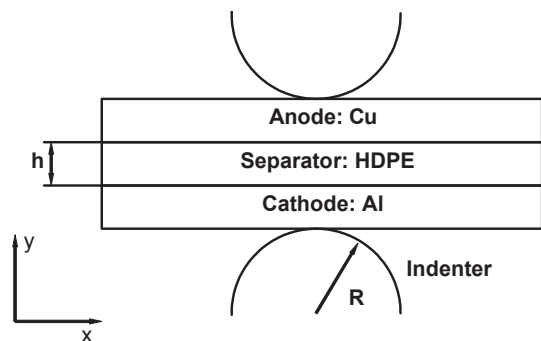 Anode: Cu
h
Separator: HDPE
Cathode: Al
y
Indenter
R
x